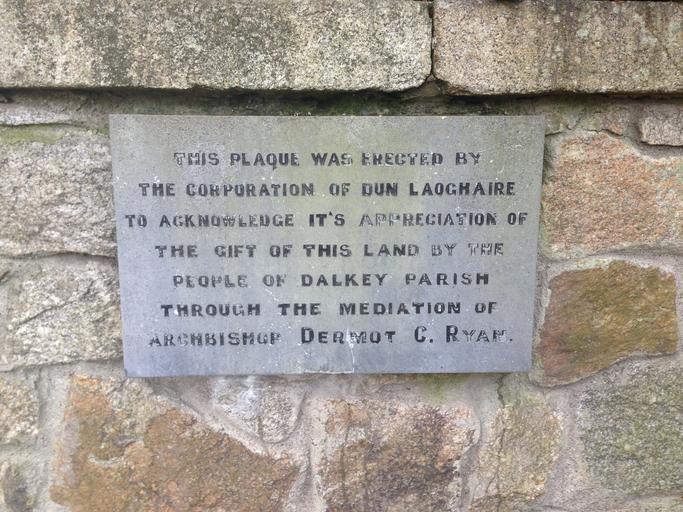 THIS PLAQUE WAS ERECTED BY
THE CORPORATION OF DUN LAOGHAIRE
TO ACKNOWLEDGE IT'S APPRECIATION OF
THE GIFT OF THIS LAND BY THE
PEOPLE OF DALKEY PARISH
THROUGH THE MEDIATION OF
ARCHBISHOP DERMOT C. RYAN.